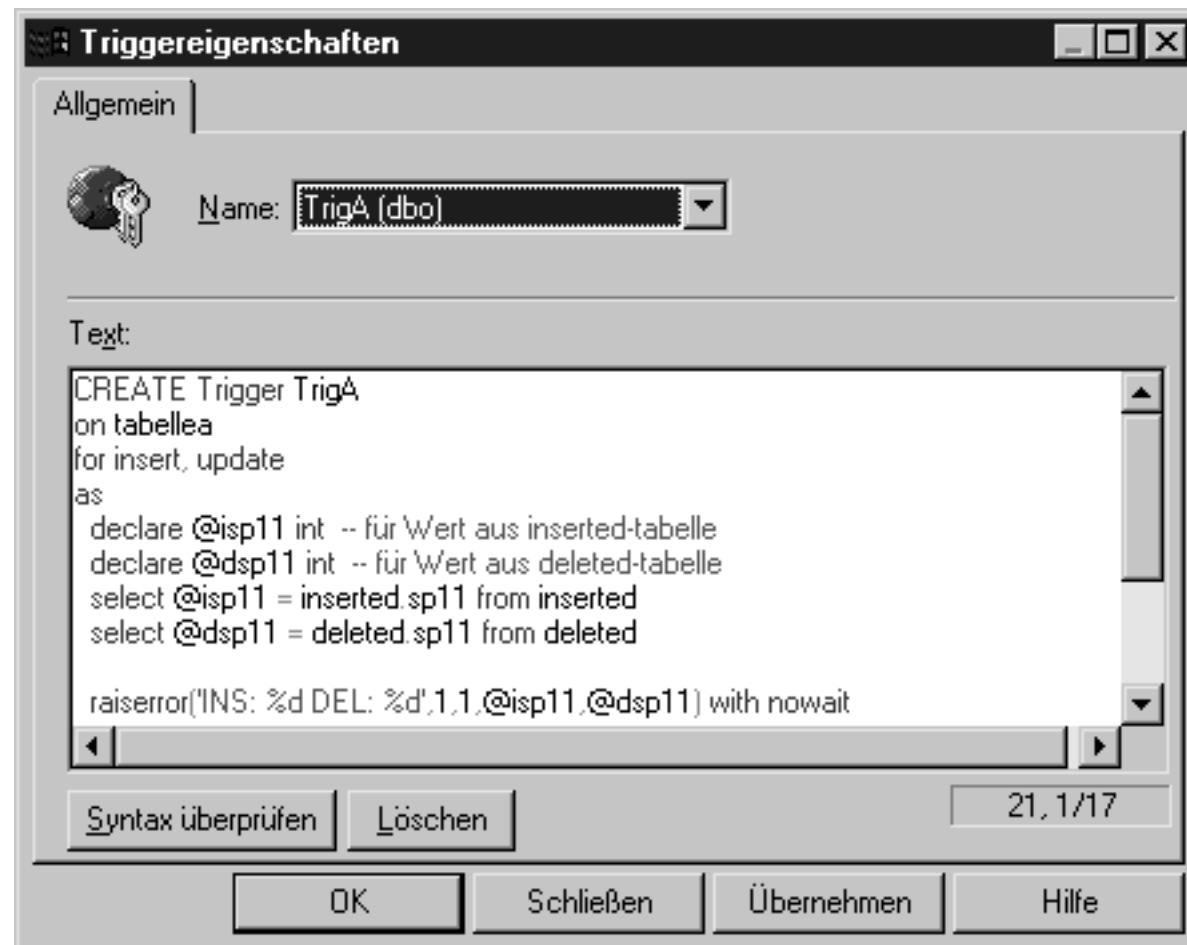 Triggereigenschaften
Allgemein
Name: TrigA (dbo)
Text:
CREATE Trigger TrigA
on tabellea
for insert, update
as
declare @isp11 int -- für Wert aus inserted-tabelle
declare @dsp11 int -- für Wert aus deleted-tabelle
select @isp11 = inserted.sp11 from inserted
select @dsp11 = deleted.sp11 from deleted
raiserror('INS: %d DEL: %d',1,1,@isp11,@dsp11) with nowait
Syntax überprüfen Löschen 21, 1/17
OK Schließen Übernehmen Hilfe